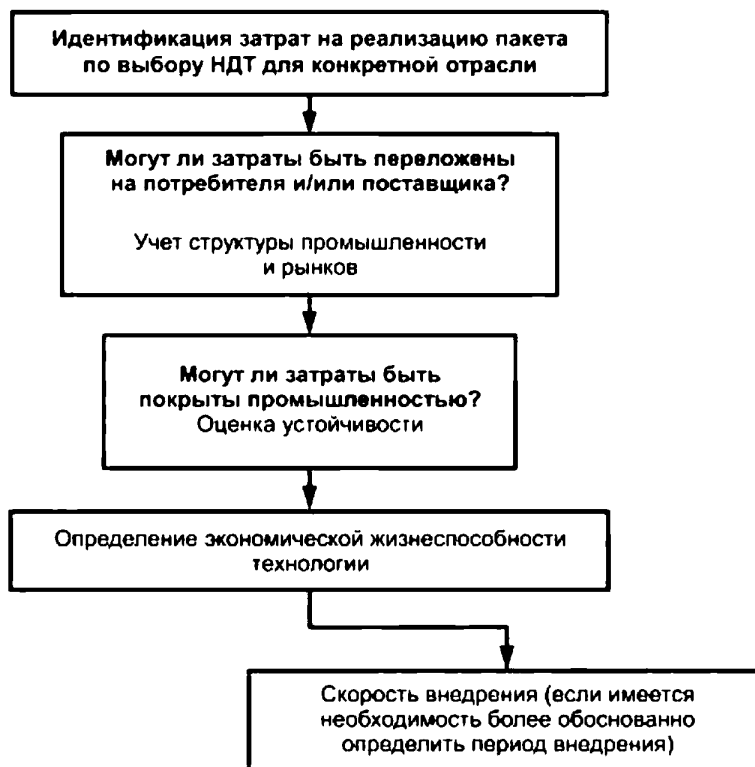 Идентификация затрат на реализацию пакета
по выбору НДТ для конкретной отрасли
Могут ли затраты быть переложены
на потребителя и/или поставщика?
Учет структуры промышленности
и рынков
Могут ли затраты быть
покрыты промышленностью?
Оценка устойчивости
Определение экономической жизнеспособности
технологии
Скорость внедрения (если имеется
необходимость более обоснованно
определить период внедрения)